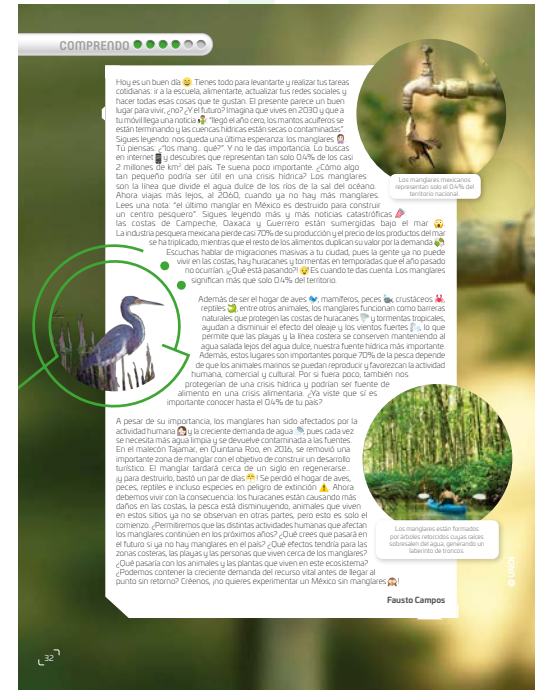 COMPRENDO
Hoy es un buen día 😄. Tienes todo para levantarte y realizar tus tareas
cotidianas: ir a la escuela, alimentarte, actualizar tus redes sociales y
hacer todas esas cosas que te gustan. El presente parece un buen
lugar para vivir, ¿no? ¿Y el futuro? Imagina que vives en 2030 y que a
tu móvil llega una noticia: “llegó el año cero, los mantos acuíferos se
están terminando y las cuencas hídricas están secas o contaminadas”.
Sigues leyendo: nos queda una última esperanza: los manglares
Tú piensas: ¿“los mang... qué?”. Y no le das importancia. Lo buscas
en internet y descubres que representan tan solo 0.4% de los casi
2 millones de km² del país. Te suena poco importante. ¿Cómo algo
tan pequeño podría ser útil en una crisis hídrica? Los manglares
son la línea que divide el agua dulce de los ríos de la sal del océano.
Ahora viajas más lejos, al 2060, cuando ya no hay más manglares.
Lees una nota: “el último manglar en México es destruido para construir
un centro pesquero”. Sigues leyendo más y más noticias catastróficas
las costas de Campeche, Oaxaca y Guerrero están sumergidas bajo el mar 😱.
La industria pesquera mexicana pierde casi 70% de su producción y el precio de los productos del mar
se ha triplicado, mientras que el resto de los alimentos duplican su valor por la demanda
Escuchas hablar de migraciones masivas a tu ciudad, pues la gente ya no puede
vivir en las costas, hay huracanes y tormentas en temporadas que el año pasado
no ocurrían. ¿Qué está pasando?! Es cuando te das cuenta. Los manglares
significan más que solo 0.4% del territorio.
Además de ser el hogar de aves 🐦, mamíferos, peces 🐟, crustáceos 🦀,
reptiles 🐊, entre otros animales, los manglares funcionan como barreras
naturales que protegen las costas de huracanes 🌪 y tormentas tropicales,
ayudan a disminuir el efecto del oleaje y los vientos fuertes, lo que
permite que las playas y la línea costera se conserven manteniendo al
agua salada lejos del agua dulce, nuestra fuente hídrica más importante.
Además, estos lugares son importantes porque 70% de la pesca depende
de que los animales marinos se puedan reproducir y favorezcan la actividad
humana, comercial y cultural. Por si fuera poco, también nos
protegerían de una crisis hídrica y podrían ser fuente de
alimento en una crisis alimentaria. ¿Ya viste que sí es
importante conocer hasta el 0.4% de tu país?
A pesar de su importancia, los manglares han sido afectados por la
actividad humana y la creciente demanda de agua, pues cada vez
se necesita más agua limpia y se devuelve contaminada a las fuentes.
En el malecón Tajamar, en Quintana Roo, en 2016, se removió una
importante zona de manglar con el objetivo de construir un desarrollo
turístico. El manglar tardará cerca de un siglo en regenerarse...
¡y para destruirlo, bastó un par de días! Se perdió el hogar de aves,
peces, reptiles e incluso especies en peligro de extinción ⚠. Ahora
debemos vivir con la consecuencia: los huracanes están causando más
daños en las costas, la pesca está disminuyendo, animales que viven
en estos sitios ya no se observan en otras partes, pero esto es solo el
comienzo. ¿Permitiremos que las distintas actividades humanas que afectan
los manglares continúen en los próximos años? ¿Qué crees que pasará en
el futuro si ya no hay manglares en el país? ¿Qué efectos tendría para las
zonas costeras, las playas y las personas que viven cerca de los manglares?
¿Qué pasaría con los animales y las plantas que viven en este ecosistema?
¿Podemos contener la creciente demanda del recurso vital antes de llegar al
punto sin retorno? Créenos, ¡no quieres experimentar un México sin manglares!
Fausto Campos
Los manglares mexicanos
representan solo el 0.4% del
territorio nacional.
Los manglares están formados
por árboles retorcidos cuyas raíces
sobresalen del agua, generando un
laberinto de troncos.
32